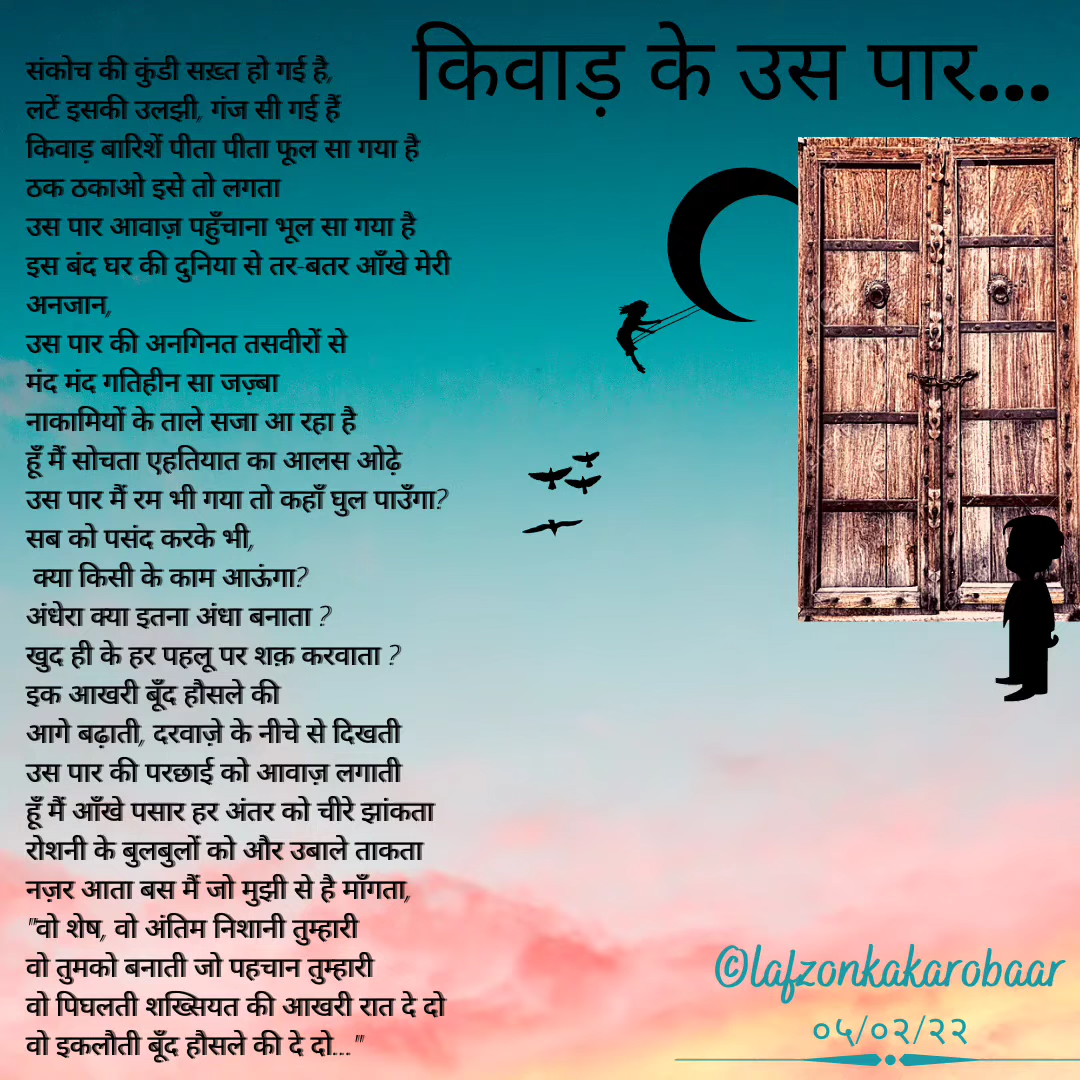 किवाड़ के उस पार...
संकोच की कुंडी सख़्त हो गई है,
लटें इसकी उलझी, गंज सी गई हैं
किवाड़ बारिशें पीता पीता फूल सा गया है
ठक ठकाओ इसे तो लगता
उस पार आवाज़ पहुँचाना भूल सा गया है
इस बंद घर की दुनिया से तर-बतर आँखे मेरी
अनजान,
उस पार की अनगिनत तसवीरों से
मंद मंद गतिहीन सा जज़्बा
नाकामियों के ताले सजा आ रहा है
हूँ मैं सोचता एहतियात का आलस ओढ़े
उस पार मैं रम भी गया तो कहाँ घुल पाउँगा?
सब को पसंद करके भी,
क्या किसी के काम आऊंगा?
अंधेरा क्या इतना अंधा बनाता ?
खुद ही के हर पहलू पर शक़ करवाता ?
इक आखरी बूँद हौसले की
आगे बढ़ाती, दरवाज़े के नीचे से दिखती
उस पार की परछाई को आवाज़ लगाती
हूँ मैं आँखे पसार हर अंतर को चीरे झांकता
रोशनी के बुलबुलों को और उबाले ताकता
नज़र आता बस मैं जो मुझी से है माँगता,
"वो शेष, वो अंतिम निशानी तुम्हारी
वो तुमको बनाती जो पहचान तुम्हारी
वो पिघलती शख्सियत की आखरी रात दे दो
वो इकलौती बूँद हौसले की दे दो...."
©lafzonkakarobaar
०५/०२/२२